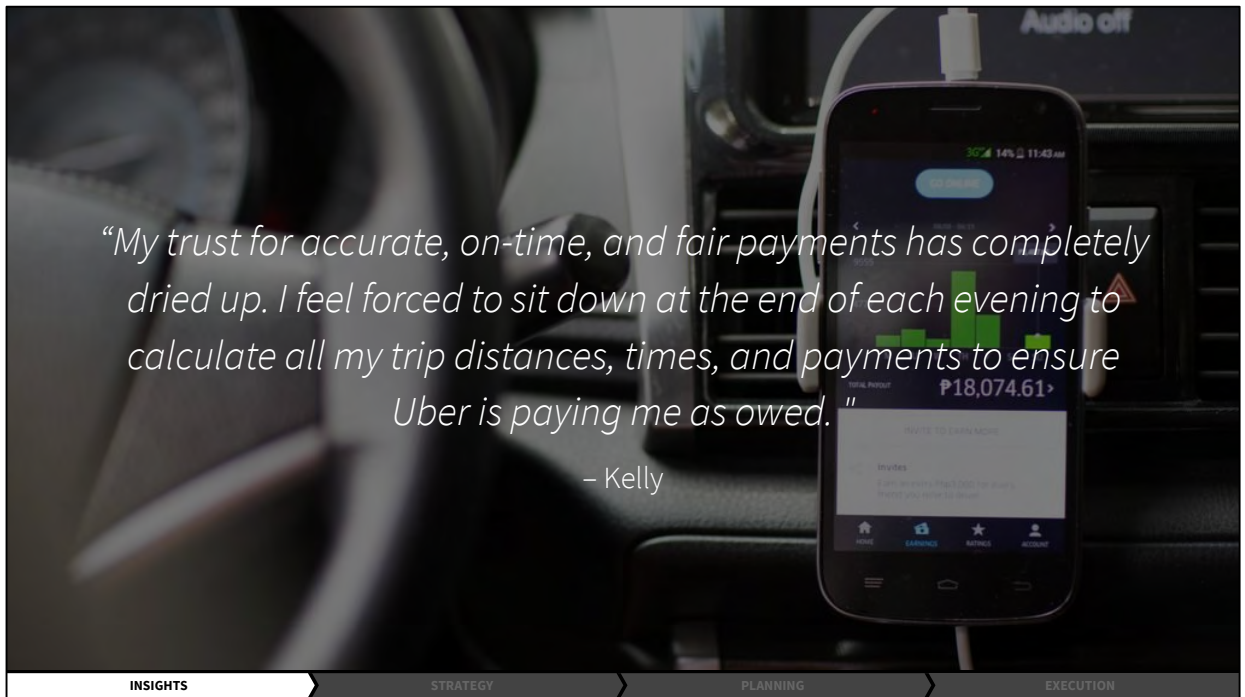 Audio off
3G 14% 11:43 AM
GO ONLINE
“My trust for accurate, on-time, and fair payments has completely
dried up. I feel forced to sit down at the end of each evening to
calculate all my trip distances, times, and payments to ensure
Uber is paying me as owed. "
TOTAL PAYOUT ₱18,074.61
INVITE TO EARN MORE
Invites
HOME EARNINGS RATINGS ACCOUNT
– Kelly
INSIGHTS STRATEGY PLANNING EXECUTION